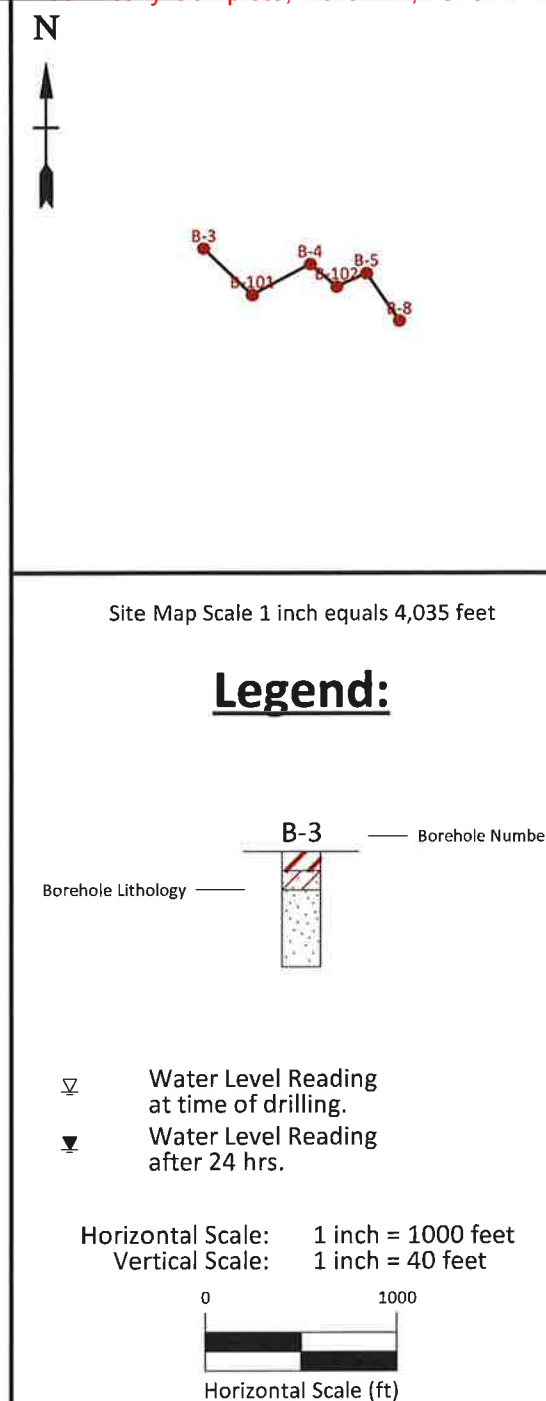 N
B-3
B-4
B-5
B-101
B-102
B-8
Site Map Scale 1 inch equals 4,035 feet
Legend:
B-3
Borehole Numbe
Borehole Lithology
Water Level Reading
at time of drilling.
Water Level Reading
after 24 hrs.
Horizontal Scale: 1 inch = 1000 feet
Vertical Scale: 1 inch = 40 feet
0 1000
Horizontal Scale (ft)